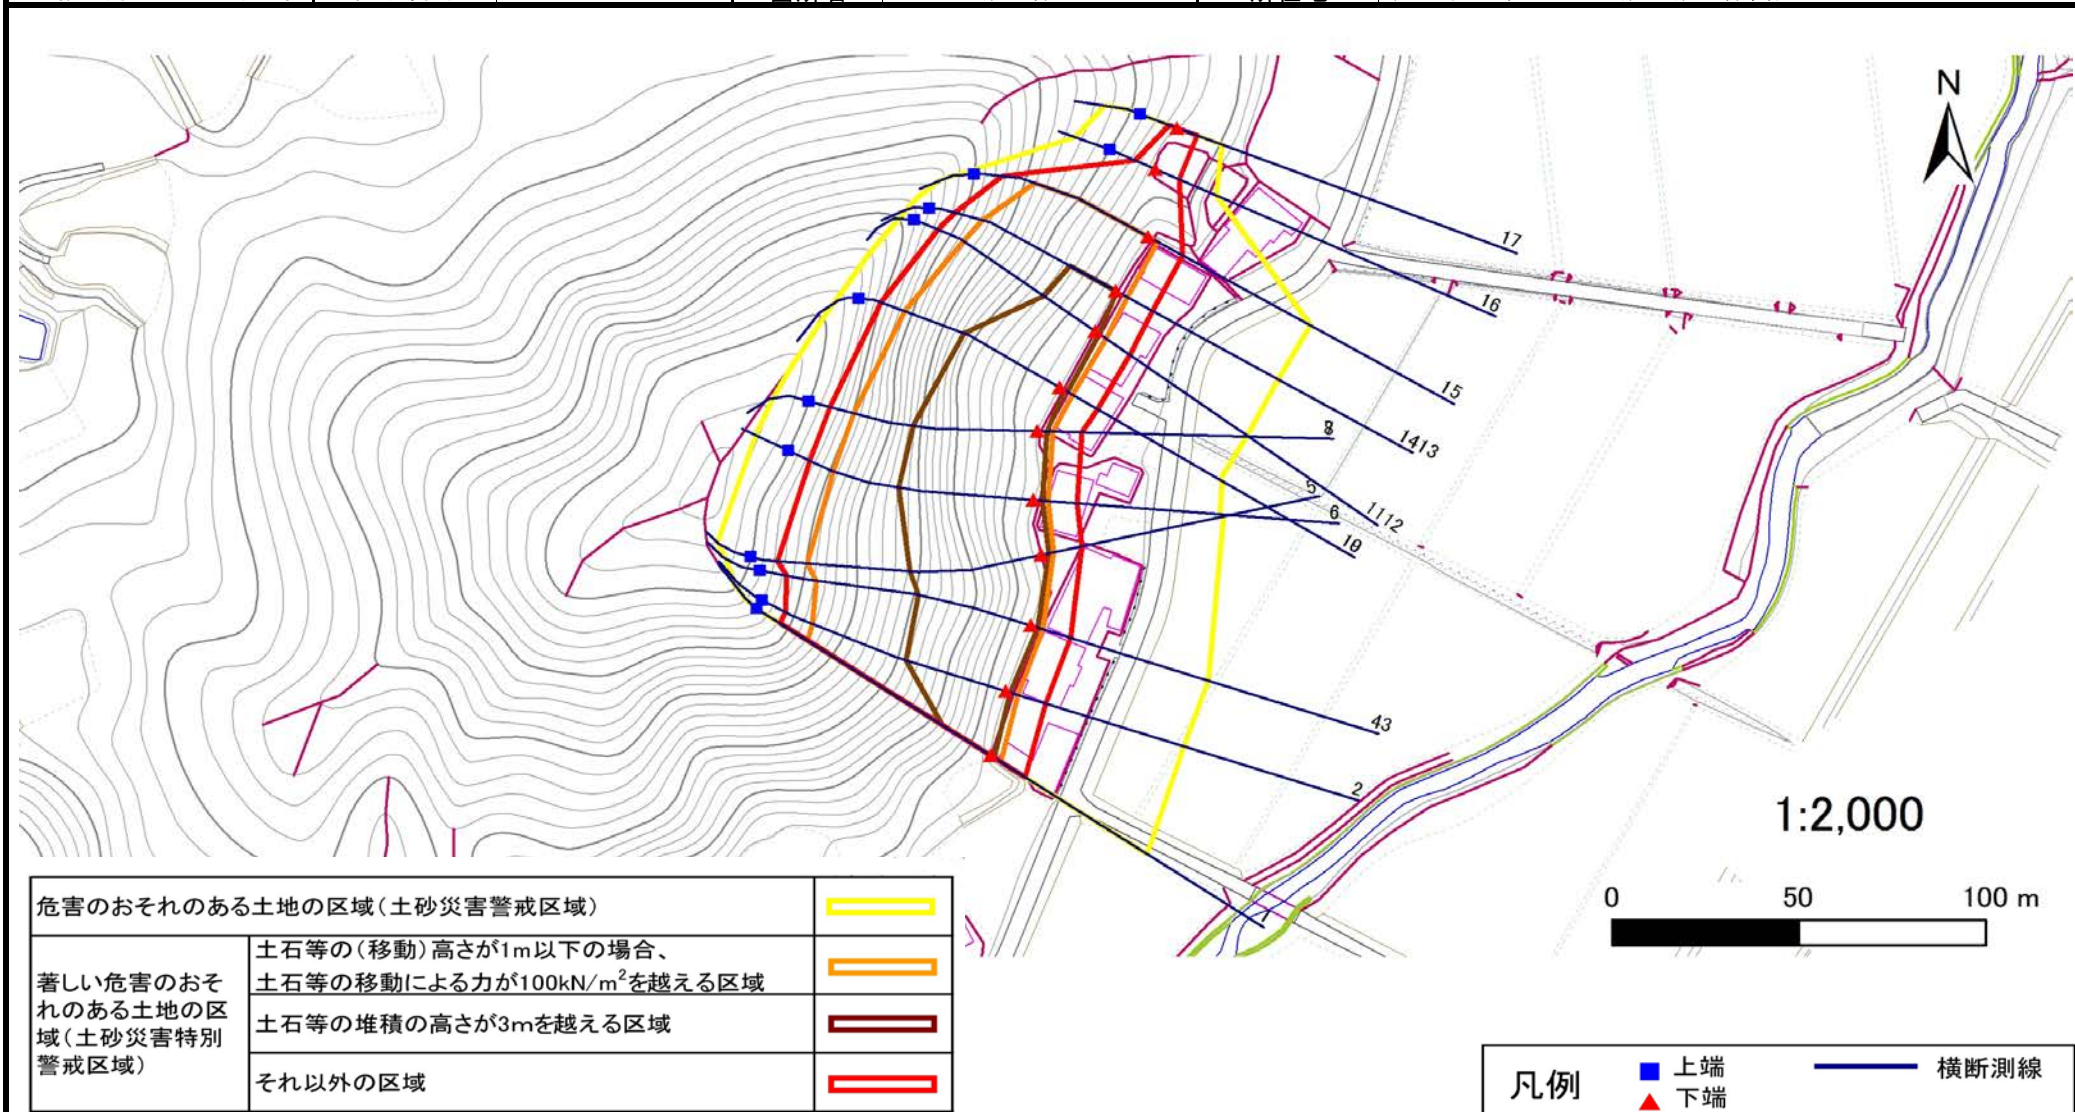 N
17
16
15
1413
8
5
6
1112
10
43
2
1
1:2,000
0 50 100 m
危害のおそれのある土地の区域(土砂災害警戒区域)
著しい危害のおそ
れのある土地の区
域(土砂災害特別
警戒区域)
土石等の(移動)高さが1m以下の場合、
土石等の移動による力が100kN/m²を越える区域
土石等の堆積の高さが3mを越える区域
それ以外の区域
凡例
上端
下端
横断測線